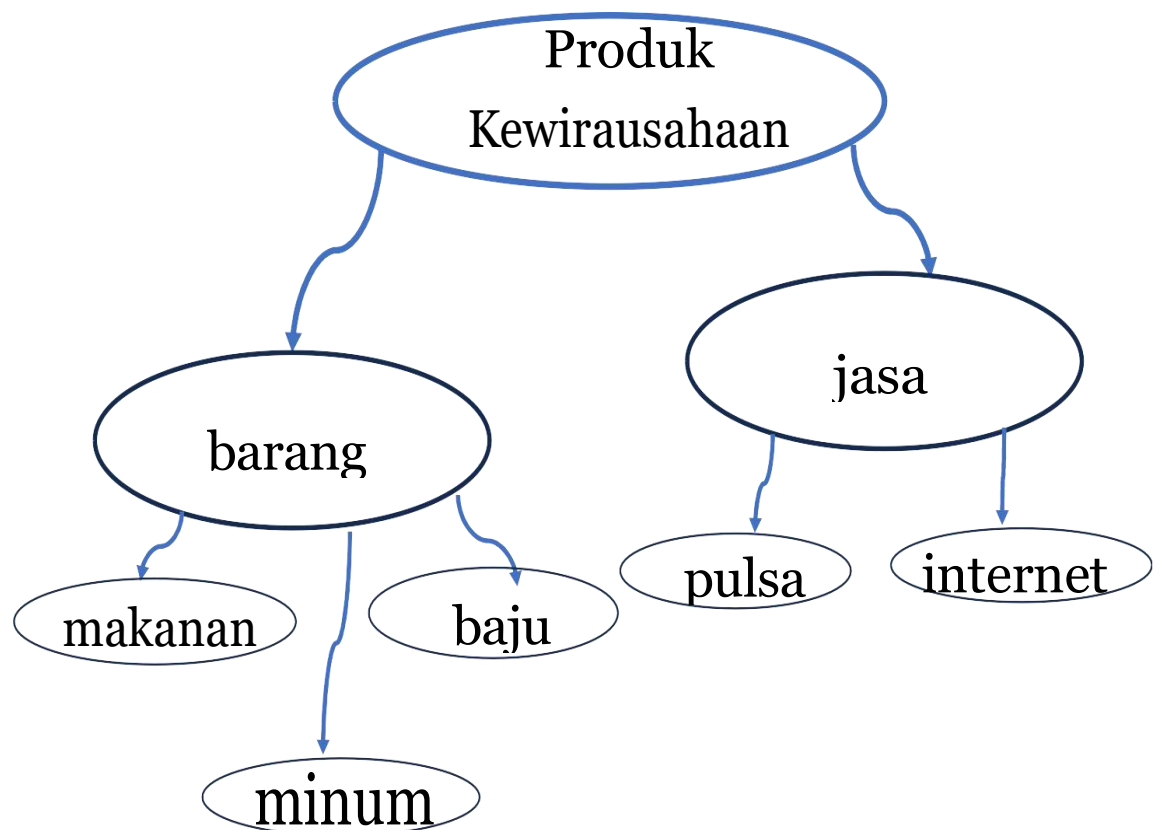 Produk
Kewirausahaan
jasa
barang
pulsa
internet
makanan
baju
minum